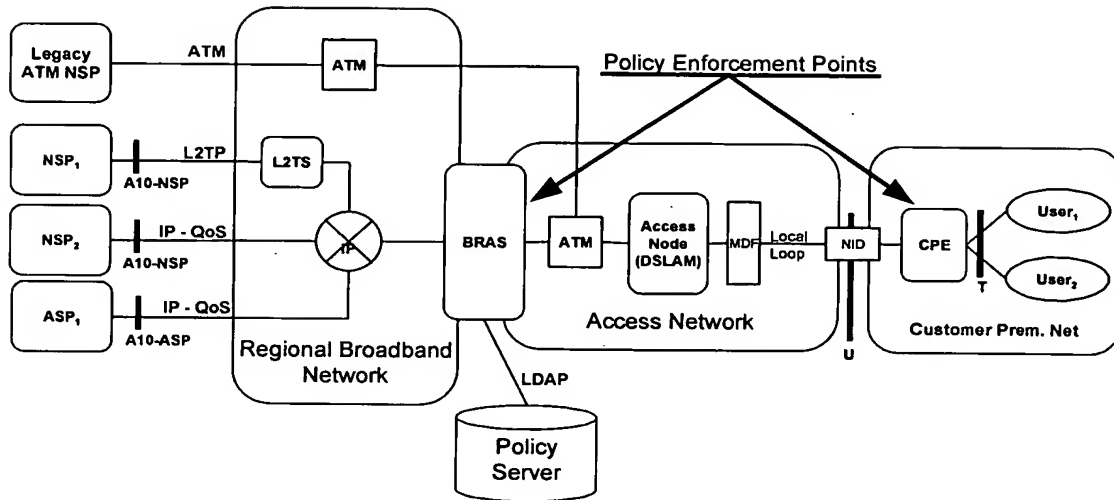 Legacy
ATM NSP
ATM
ATM
Policy Enforcement Points
NSP1
L2TP
A10-NSP
L2TS
NSP2
IP - QoS
A10-NSP
IP
BRAS
ATM
Access
Node
(DSLAM)
MDF
Local
Loop
NID
CPE
User1
User2
T
U
ASP1
IP - QoS
A10-ASP
Regional Broadband
Network
Access Network
Customer Prem. Net
LDAP
Policy
Server